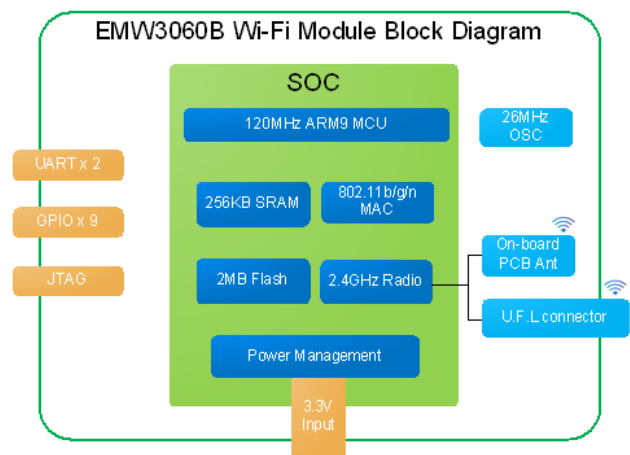 EMW3060B Wi-Fi Module Block Diagram
SOC
120MHz ARM9 MCU
26MHz
OSC
UART x 2
256KB SRAM
802.11b/g/n
MAC
GPIO x 9
On-board
PCB Ant
JTAG
2MB Flash
2.4GHz Radio
U.F.L connector
Power Management
3.3V
Input